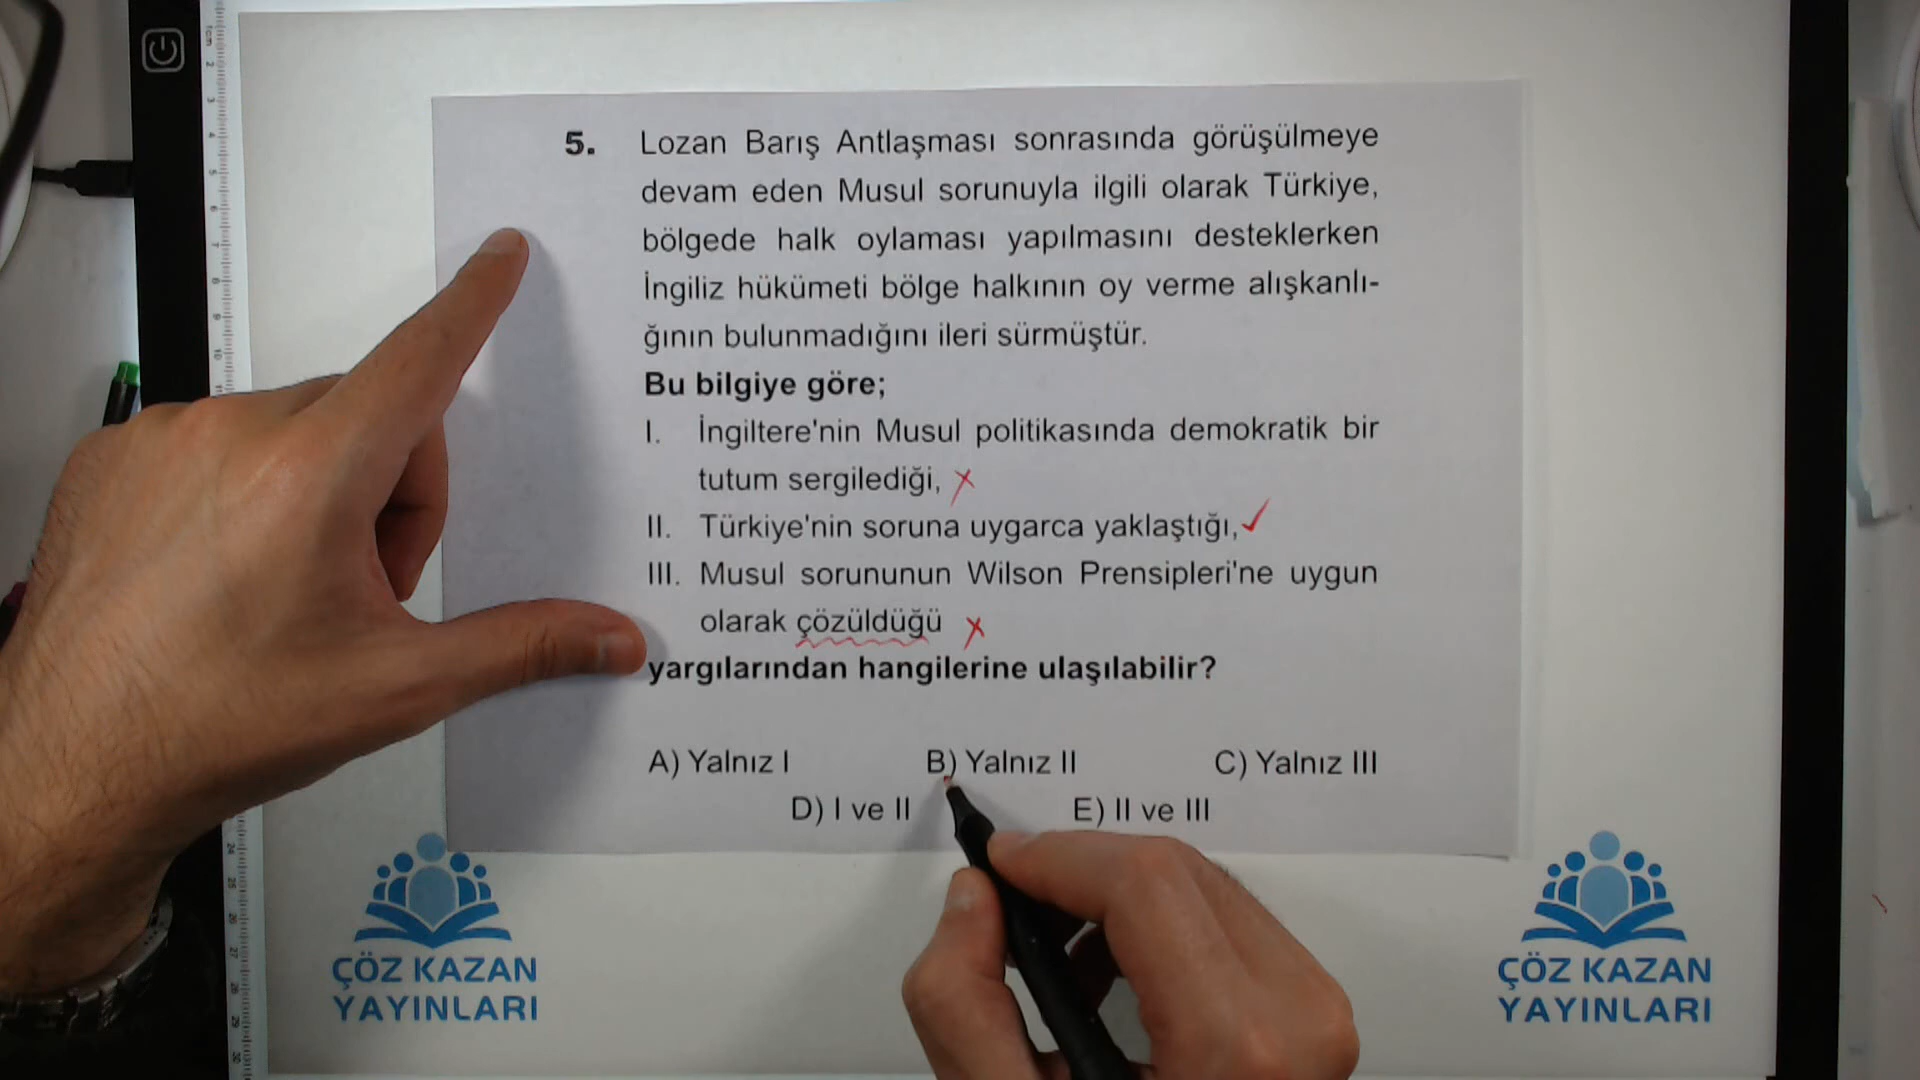 5. Lozan Barış Antlaşması sonrasında görüşülmeye
devam eden Musul sorunuyla ilgili olarak Türkiye,
bölgede halk oylaması yapılmasını desteklerken
İngiliz hükümeti bölge halkının oy verme alışkanlı-
ğının bulunmadığını ileri sürmüştür.
Bu bilgiye göre;
I. İngiltere'nin Musul politikasında demokratik bir
tutum sergilediği,
II. Türkiye'nin soruna uygarca yaklaştığı,
III. Musul sorununun Wilson Prensipleri'ne uygun
olarak çözüldüğü
yargılarından hangilerine ulaşılabilir?
A) Yalnız I B) Yalnız II C) Yalnız III
D) I ve II E) II ve III
ÇÖZ KAZAN
YAYINLARI
ÇÖZ KAZAN
YAYINLARI